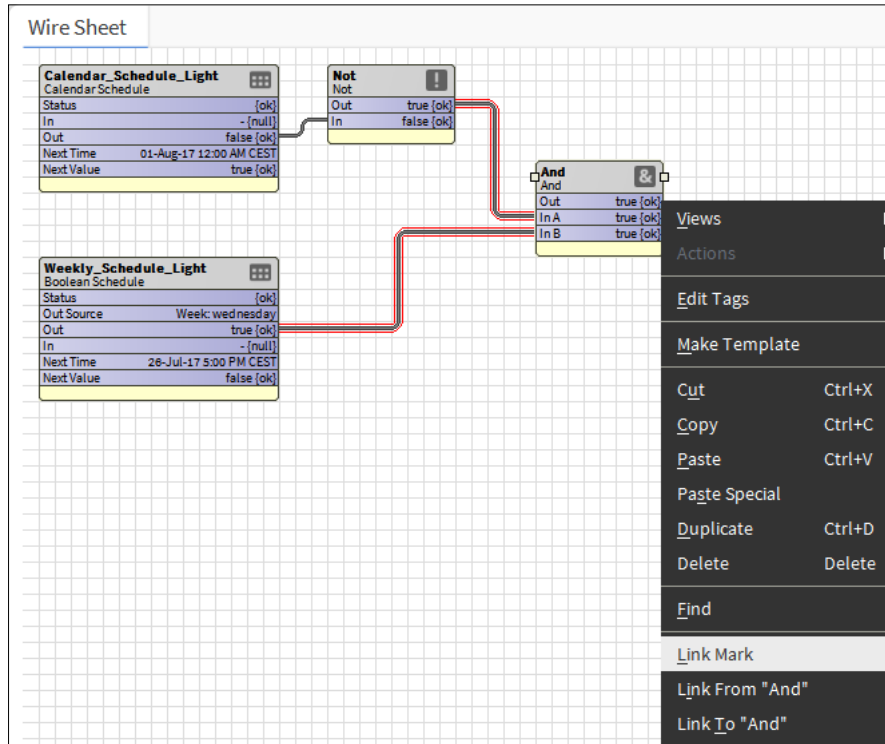 Wire Sheet
Calendar_Schedule_Light
Calendar Schedule
Status {ok}
In - {null}
Out false {ok}
Next Time 01-Aug-17 12:00 AM CEST
Next Value true {ok}
Not
Not
!
Out true {ok}
In false {ok}
And
And
&
Out true {ok}
In A true {ok}
In B true {ok}
Weekly_Schedule_Light
Boolean Schedule
Status {ok}
Out Source Week: wednesday
Out true {ok}
In - {null}
Next Time 26-Jul-17 5:00 PM CEST
Next Value false {ok}
Views
Actions
Edit Tags
Make Template
Cut Ctrl+X
Copy Ctrl+C
Paste Ctrl+V
Paste Special
Duplicate Ctrl+D
Delete Delete
Find
Link Mark
Link From "And"
Link To "And"